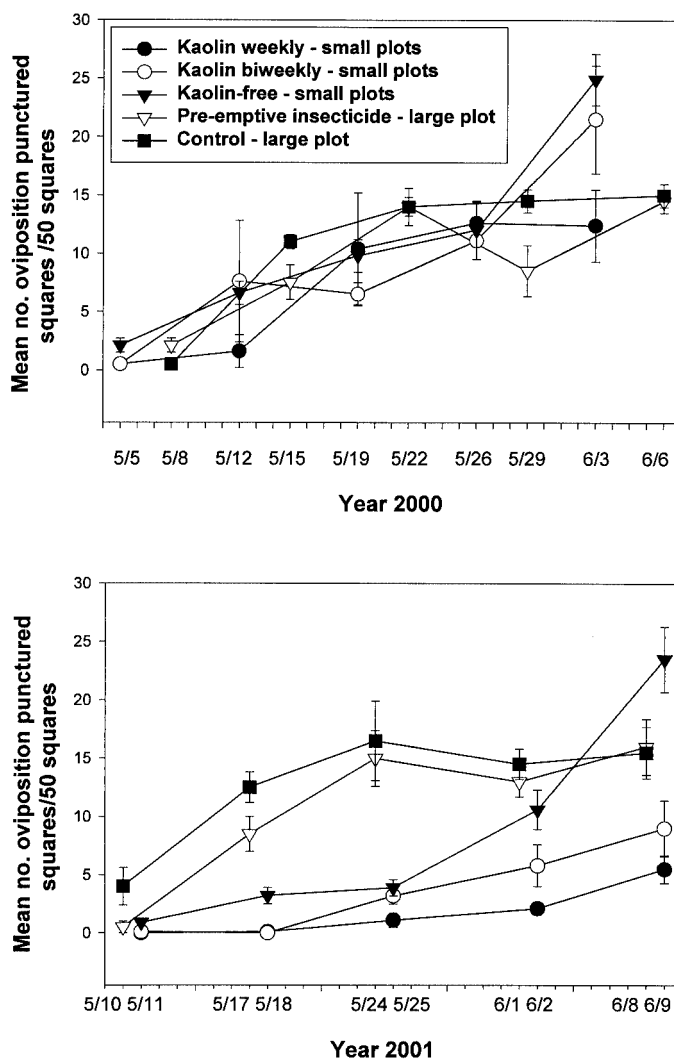 30
25
20
15
10
5
0
Mean no. oviposition punctured
squares /50 squares
Kaolin weekly - small plots
Kaolin biweekly - small plots
Kaolin-free - small plots
Pre-emptive insecticide - large plot
Control - large plot
5/5 5/8 5/12 5/15 5/19 5/22 5/26 5/29 6/3 6/6
Year 2000
30
25
20
15
10
5
0
Mean no. oviposition punctured
squares/50 squares
5/10 5/11 5/17 5/18 5/24 5/25 6/1 6/2 6/8 6/9
Year 2001